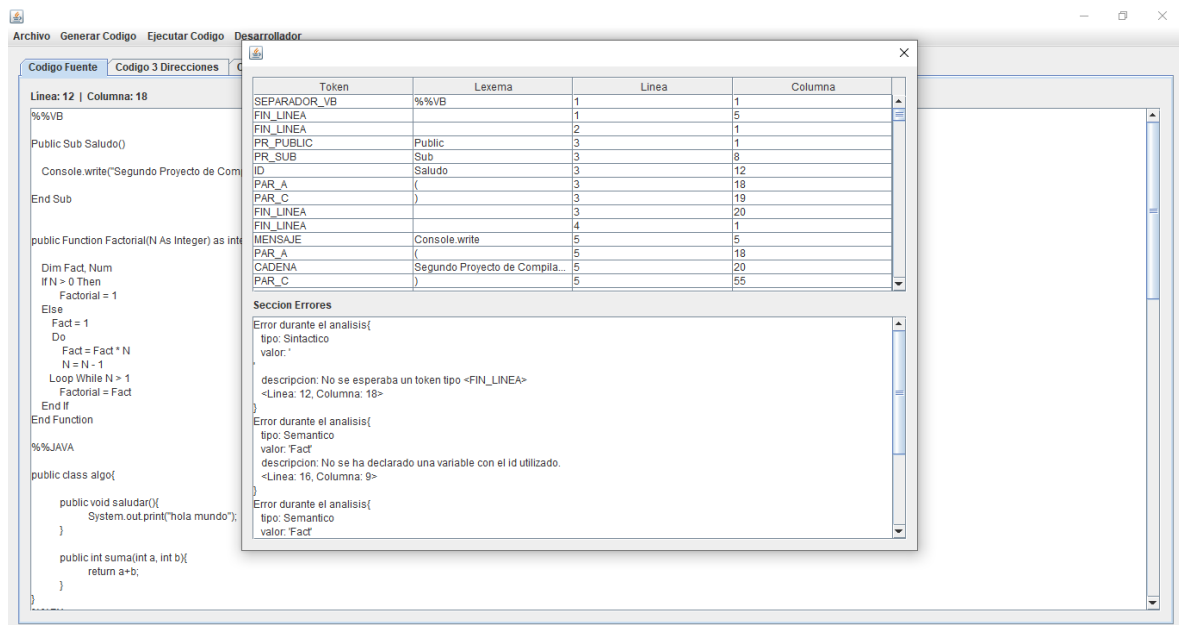 Archivo Generar Codigo Ejecutar Codigo Desarrollador
Codigo Fuente Codigo 3 Direcciones
Linea: 12 | Columna: 18
%%VB
Public Sub Saludo()
Console.write("Segundo Proyecto de Com
End Sub
public Function Factorial(N As Integer) as inte
Dim Fact, Num
If N > 0 Then
Factorial = 1
Else
Fact = 1
Do
Fact = Fact * N
N = N - 1
Loop While N > 1
Factorial = Fact
End If
End Function
%%JAVA
public class algo{
public void saludar(){
System.out.print("hola mundo");
}
public int suma(int a, int b){
return a+b;
}
}
Token Lexema Linea Columna
SEPARADOR_VB %%VB 1 1
FIN_LINEA 1 5
FIN_LINEA 2 1
PR_PUBLIC Public 3 1
PR_SUB Sub 3 8
ID Saludo 3 12
PAR_A ( 3 18
PAR_C ) 3 19
FIN_LINEA 3 20
FIN_LINEA 4 1
MENSAJE Console.write 5 5
PAR_A ( 5 18
CADENA Segundo Proyecto de Compila... 5 20
PAR_C ) 5 55
Seccion Errores
Error durante el analisis{
tipo: Sintactico
valor: '
'
descripcion: No se esperaba un token tipo <FIN_LINEA>
<Linea: 12, Columna: 18>
}
Error durante el analisis{
tipo: Semantico
valor: 'Fact'
descripcion: No se ha declarado una variable con el id utilizado.
<Linea: 16, Columna: 9>
}
Error durante el analisis{
tipo: Semantico
valor: 'Fact'